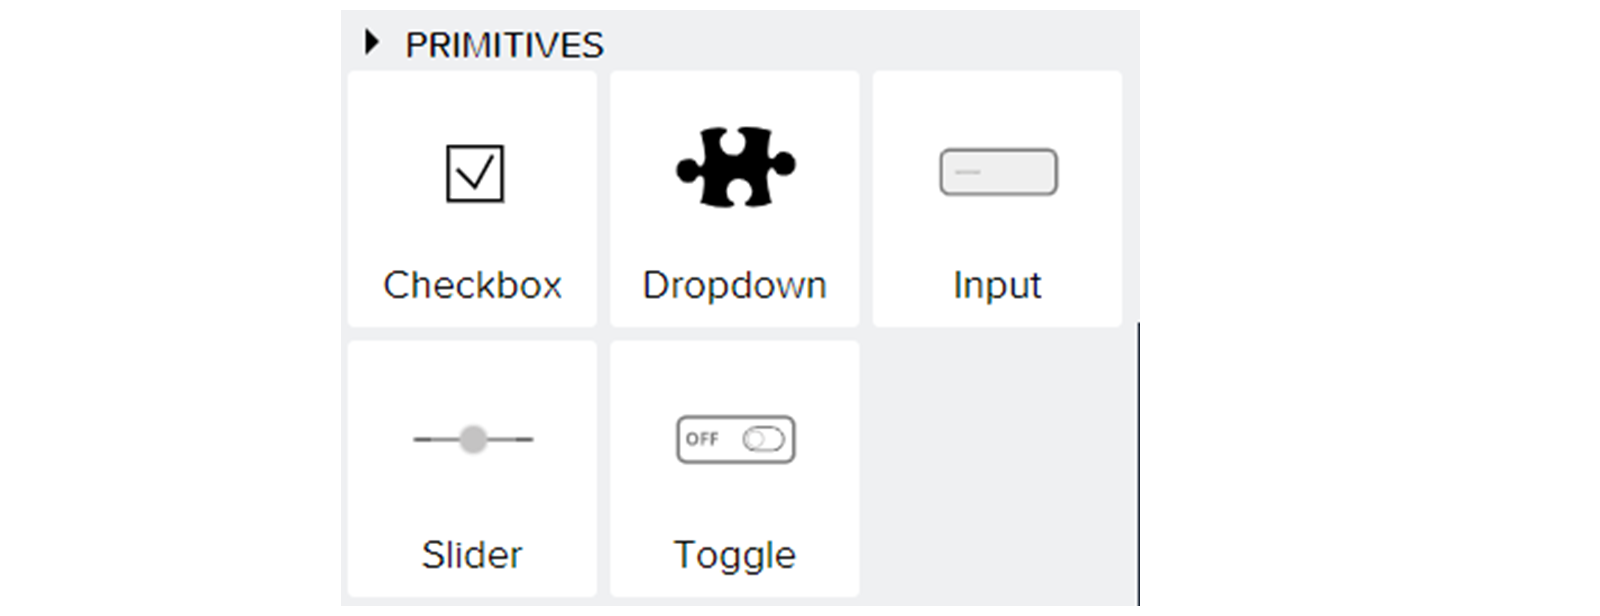 PRIMITIVES
Checkbox
Dropdown
Input
OFF
Slider
Toggle